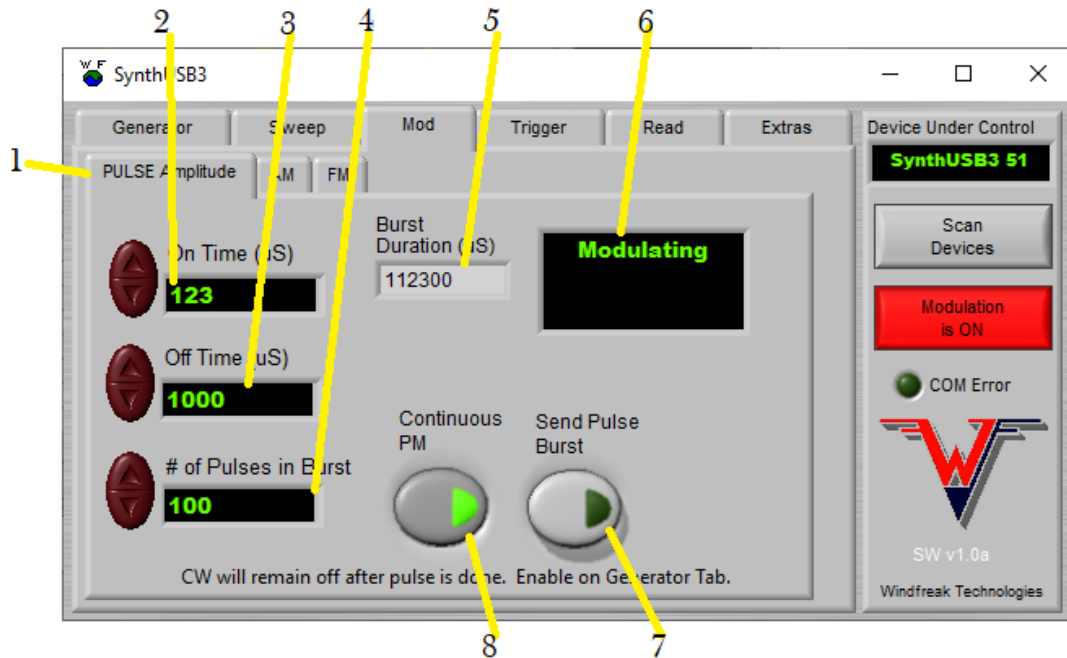 2
3
4
5
6
W F
SynthUSB3
Generator
Sweep
Mod
Trigger
Read
Extras
Device Under Control
1
PULSE Amplitude
AM
FM
SynthUSB3 51
On Time (uS)
123
Burst
Duration (uS)
112300
Modulating
Scan
Devices
Modulation
is ON
Off Time (uS)
1000
COM Error
# of Pulses in Burst
100
Continuous
PM
Send Pulse
Burst
W
SW v1.0a
CW will remain off after pulse is done. Enable on Generator Tab.
Windfreak Technologies
8
7